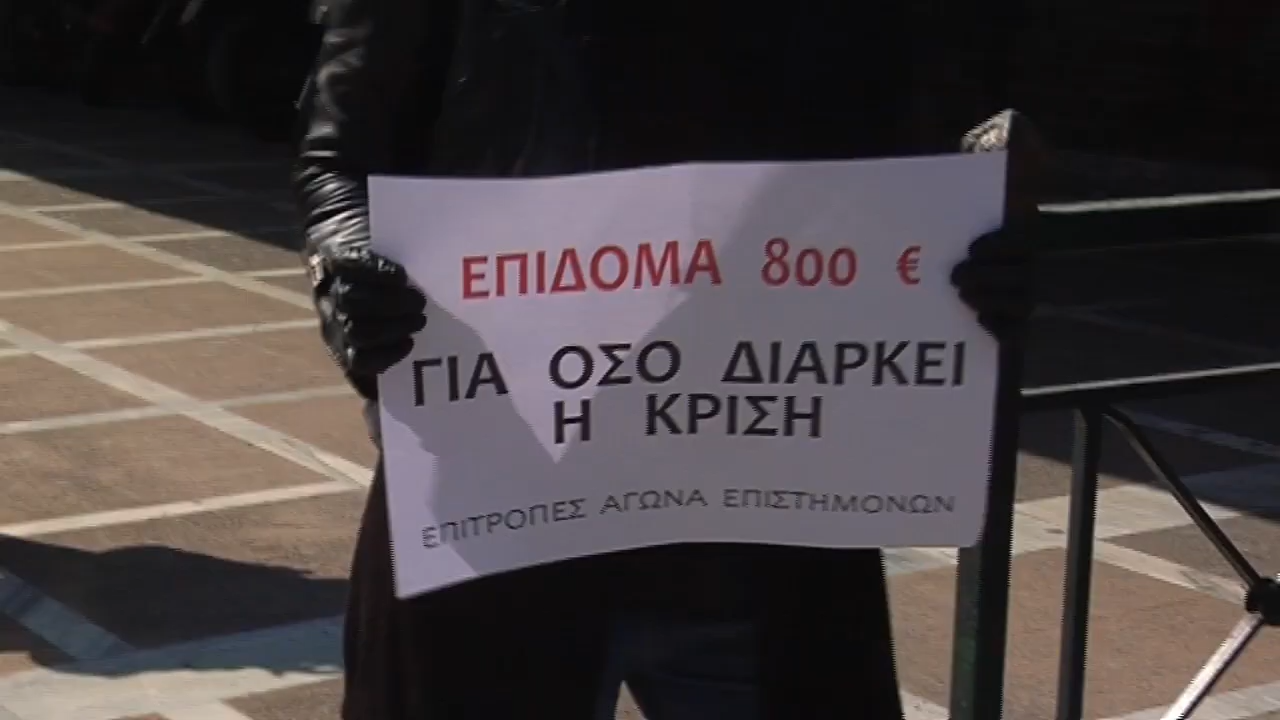 ΕΠΙΔΟΜΑ 800 €
ΓΙΑ ΟΣΟ ΔΙΑΡΚΕΙ
Η ΚΡΙΣΗ
ΕΠΙΤΡΟΠΕΣ ΑΓΩΝΑ ΕΠΙΣΤΗΜΟΝΩΝ